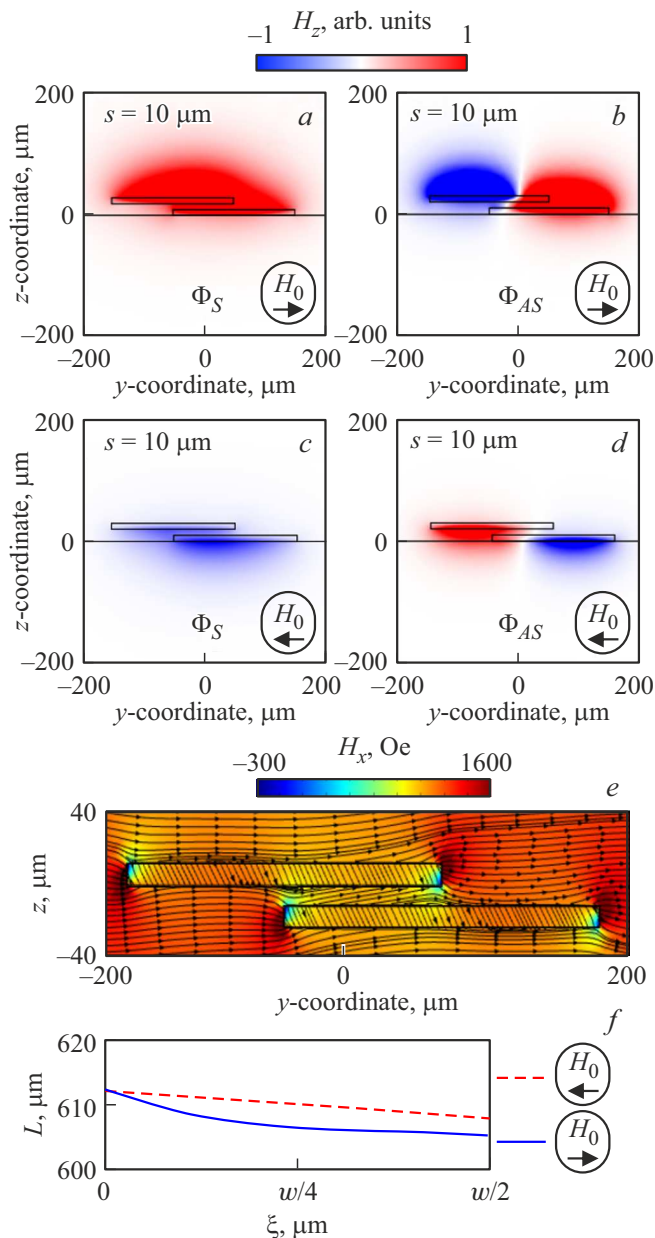 H_z, arb. units
−1 1
200 s = 10 μm a
z-coordinate, μm
0
Φ_S H_0
−200
−200 0 200
y-coordinate, μm
200 s = 10 μm b
0
Φ_AS H_0
−200
−200 0 200
y-coordinate, μm
200 s = 10 μm c
z-coordinate, μm
0
Φ_S H_0
−200
−200 0 200
y-coordinate, μm
200 s = 10 μm d
0
Φ_AS H_0
−200
−200 0 200
y-coordinate, μm
H_x, Oe
−300 1600 e
40
z, μm
−40
−200 0 200
y-coordinate, μm
f
620
L, μm
610
600
0 w/4 w/2
ξ, μm
H_0
H_0